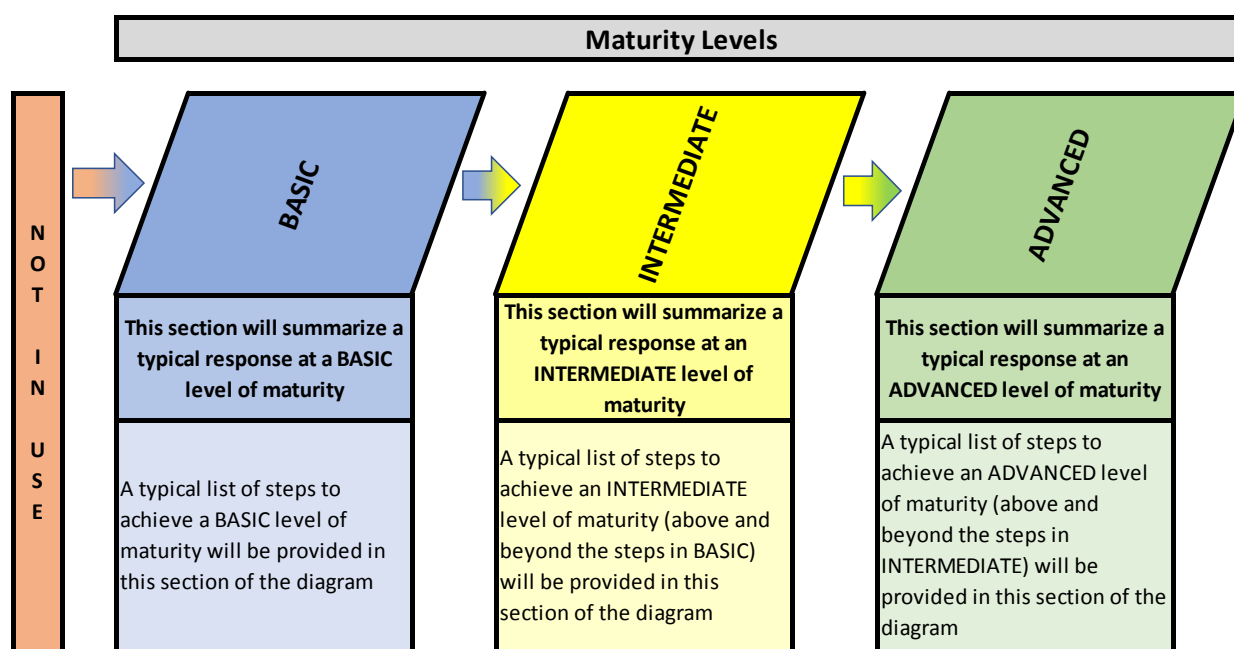 Maturity Levels
NOT IN USE
BASIC
INTERMEDIATE
ADVANCED
This section will summarize a
typical response at a BASIC
level of maturity
This section will summarize a
typical response at an
INTERMEDIATE level of
maturity
This section will summarize a
typical response at an
ADVANCED level of maturity
A typical list of steps to
achieve a BASIC level of
maturity will be provided in
this section of the diagram
A typical list of steps to
achieve an INTERMEDIATE
level of maturity (above and
beyond the steps in BASIC)
will be provided in this
section of the diagram
A typical list of steps to
achieve an ADVANCED level
of maturity (above and
beyond the steps in
INTERMEDIATE) will be
provided in this section of the
diagram